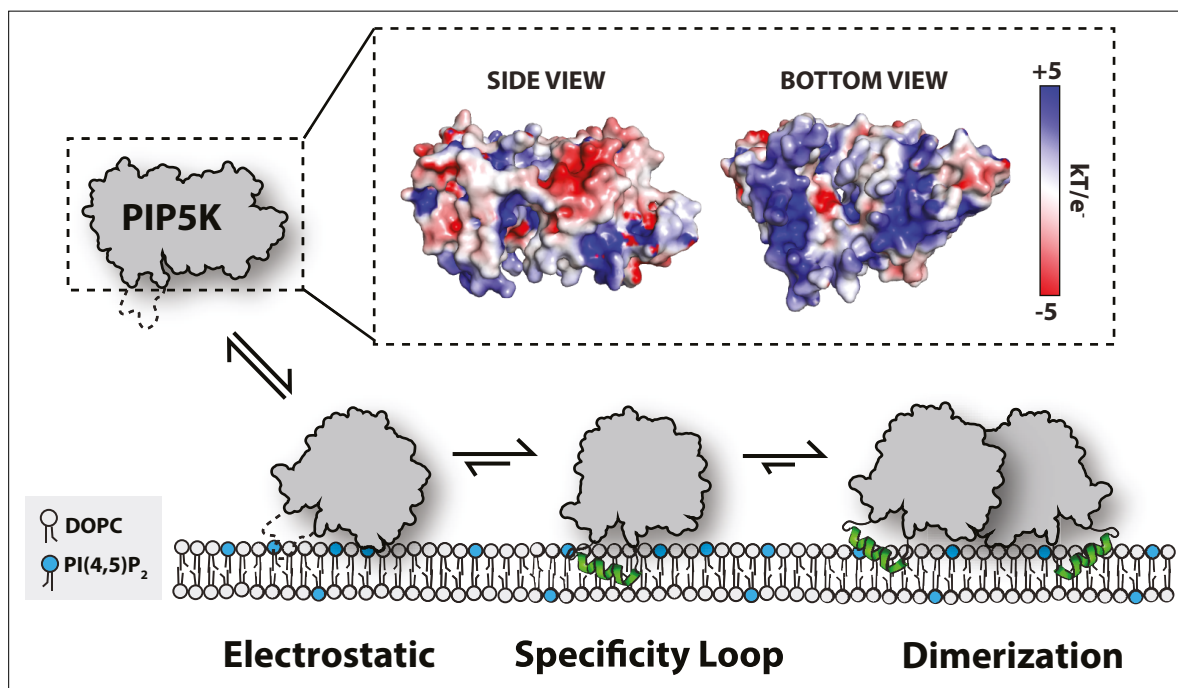 SIDE VIEW
BOTTOM VIEW
+5
kT/e⁻
-5
PIP5K
DOPC
PI(4,5)P₂
Electrostatic
Specificity Loop
Dimerization